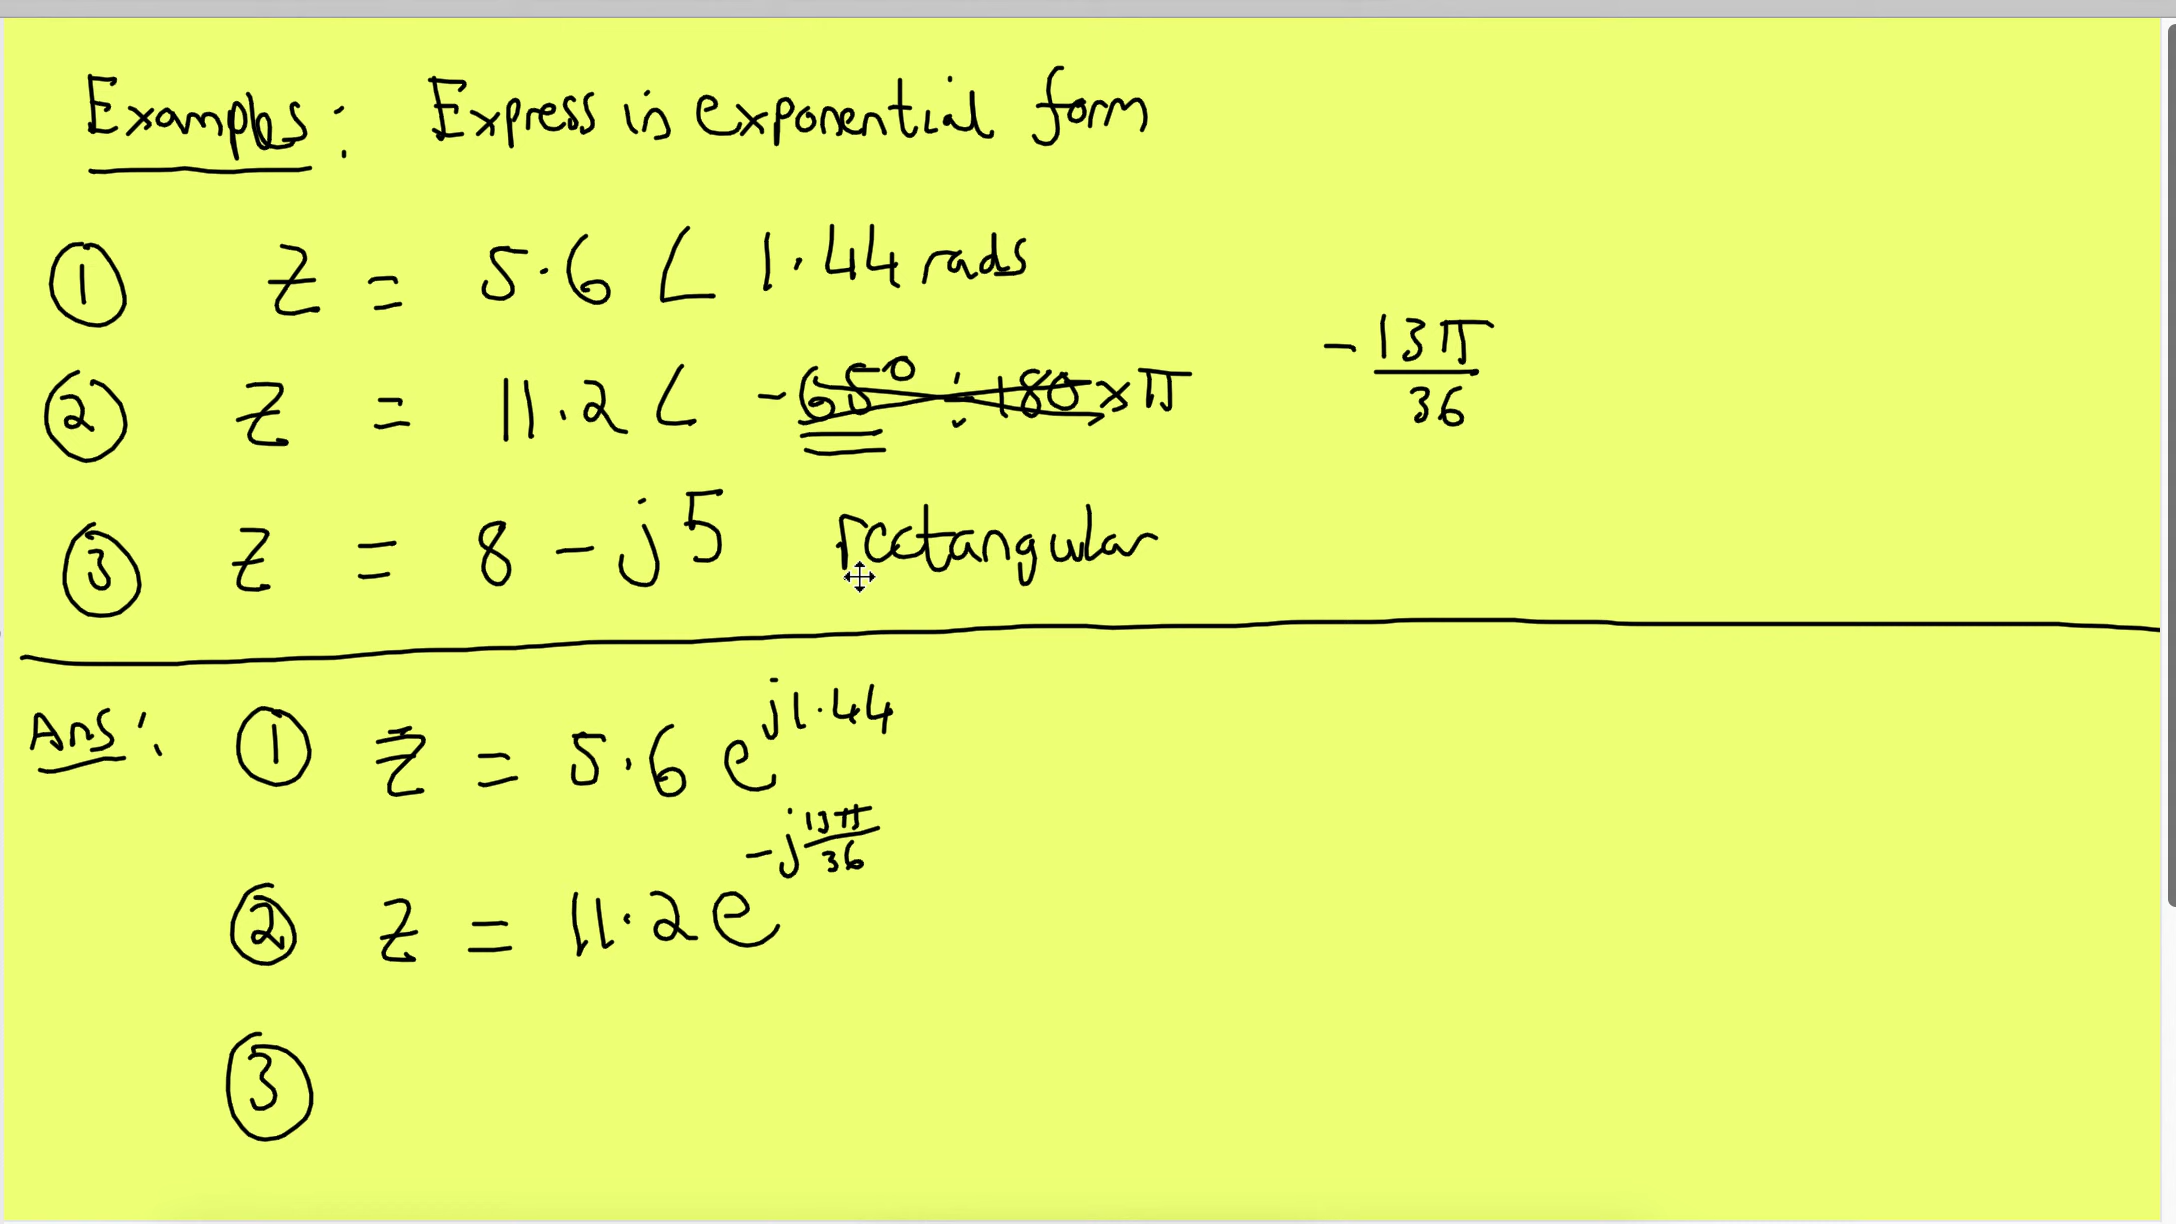 Examples: Express in exponential form
① Z = 5.6 ∠ 1.44 rads
② Z = 11.2 ∠ -65° ÷ 180 × π
-13π/36
③ Z = 8 - j5 rectangular
Ans: ① Z = 5.6 e^j1.44
② Z = 11.2 e^-j13π/36
③